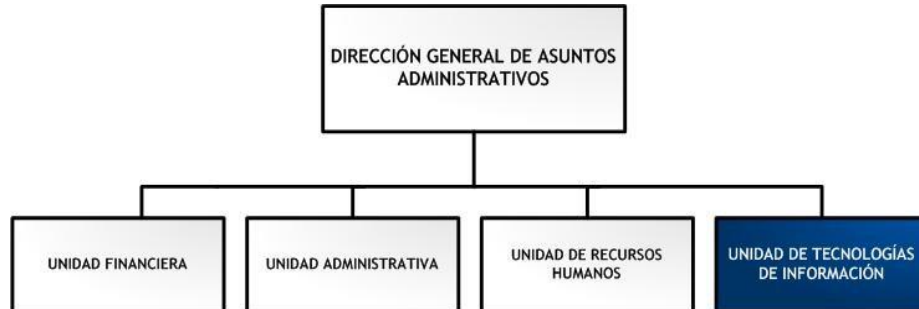 DIRECCIÓN GENERAL DE ASUNTOS
ADMINISTRATIVOS
UNIDAD FINANCIERA
UNIDAD ADMINISTRATIVA
UNIDAD DE RECURSOS
HUMANOS
UNIDAD DE TECNOLOGÍAS
DE INFORMACIÓN